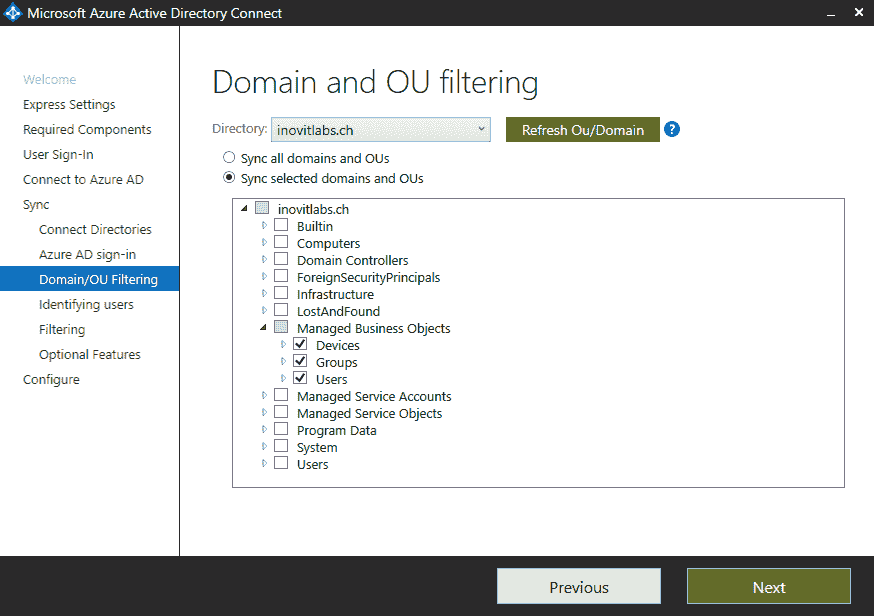 Microsoft Azure Active Directory Connect
Welcome
Express Settings
Required Components
User Sign-In
Connect to Azure AD
Sync
Connect Directories
Azure AD sign-in
Domain/OU Filtering
Identifying users
Filtering
Optional Features
Configure
Domain and OU filtering
Directory: inovitlabs.ch Refresh Ou/Domain ?
Sync all domains and OUs
Sync selected domains and OUs
inovitlabs.ch
Builtin
Computers
Domain Controllers
ForeignSecurityPrincipals
Infrastructure
LostAndFound
Managed Business Objects
Devices
Groups
Users
Managed Service Accounts
Managed Service Objects
Program Data
System
Users
Previous Next